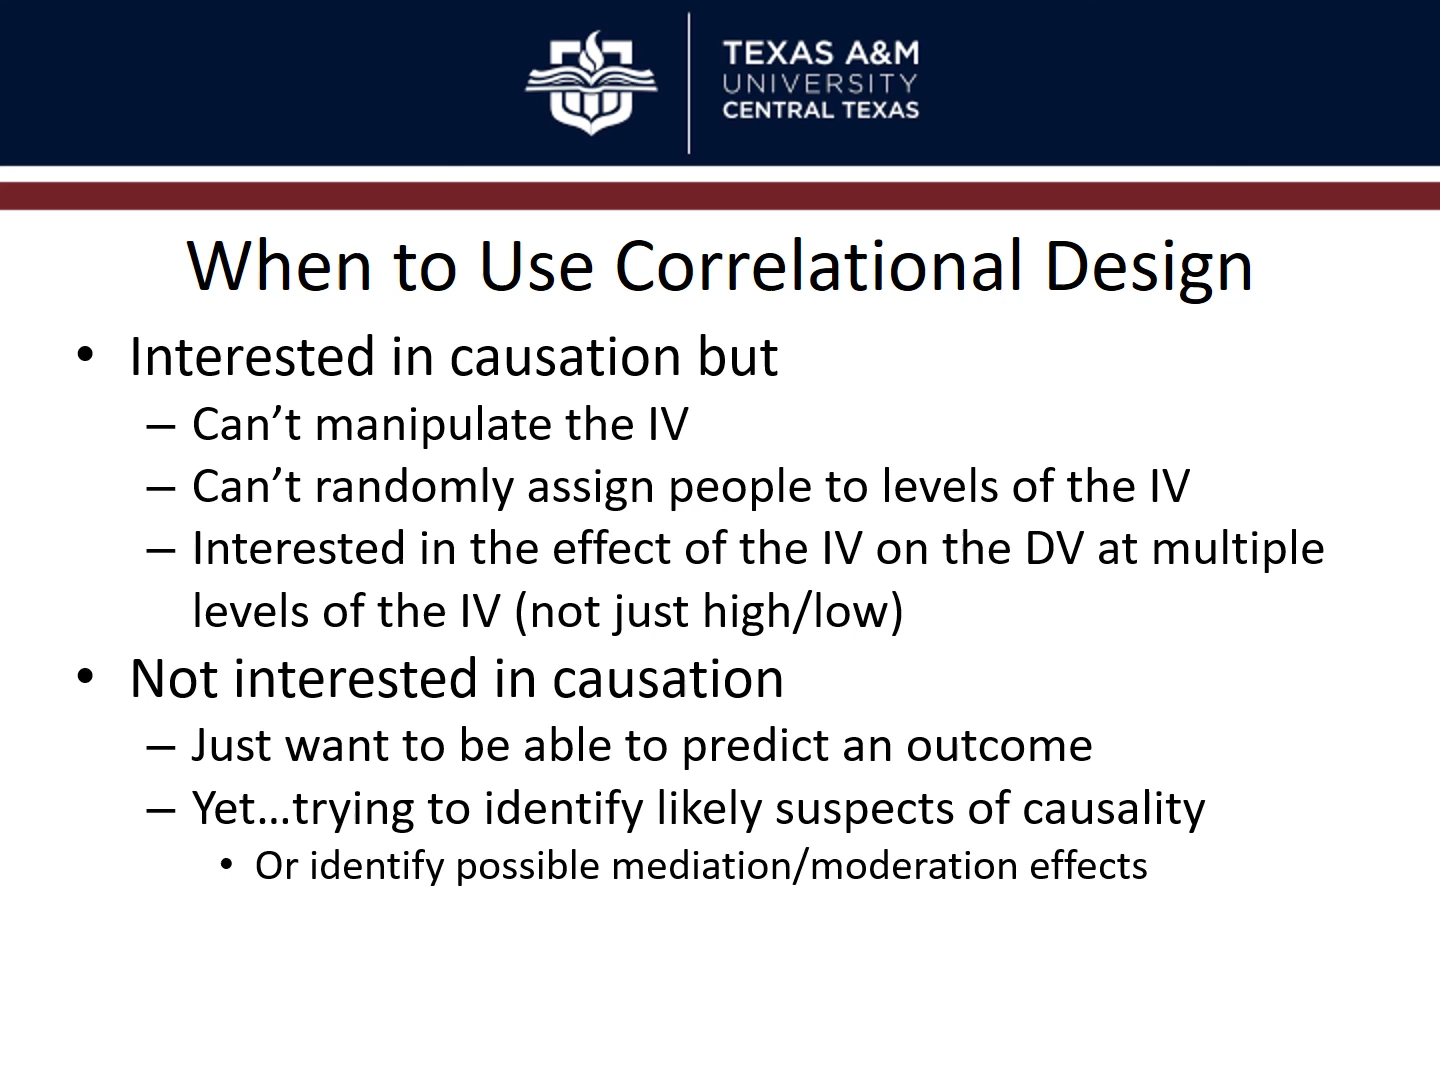 TEXAS A&M
UNIVERSITY
CENTRAL TEXAS
When to Use Correlational Design
• Interested in causation but
– Can’t manipulate the IV
– Can’t randomly assign people to levels of the IV
– Interested in the effect of the IV on the DV at multiple
levels of the IV (not just high/low)
• Not interested in causation
– Just want to be able to predict an outcome
– Yet…trying to identify likely suspects of causality
• Or identify possible mediation/moderation effects